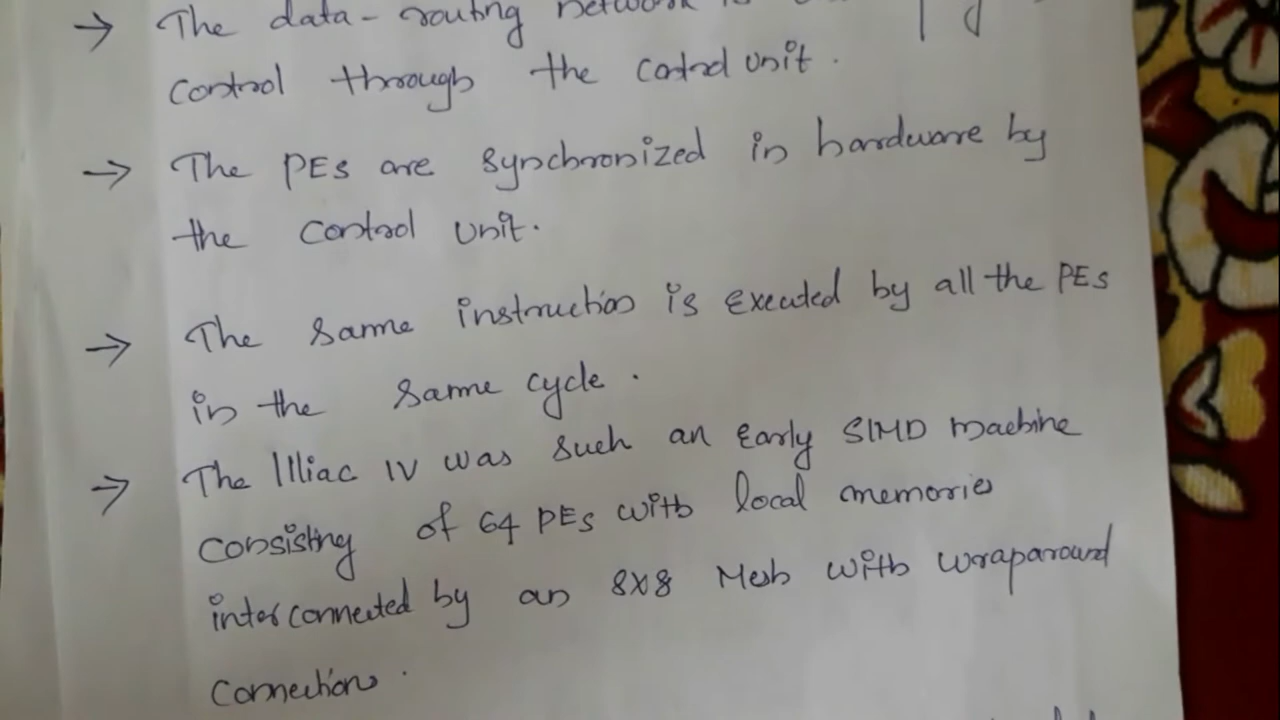 → The data-routing network is
control through the control unit.
→ The PEs are synchronized in hardware by
the control unit.
→ The same instruction is executed by all the PEs
in the same cycle.
→ The Illiac IV was such an Early SIMD machine
consisting of 64 PEs with local memories
interconnected by an 8x8 Mesh with wraparound
connections.